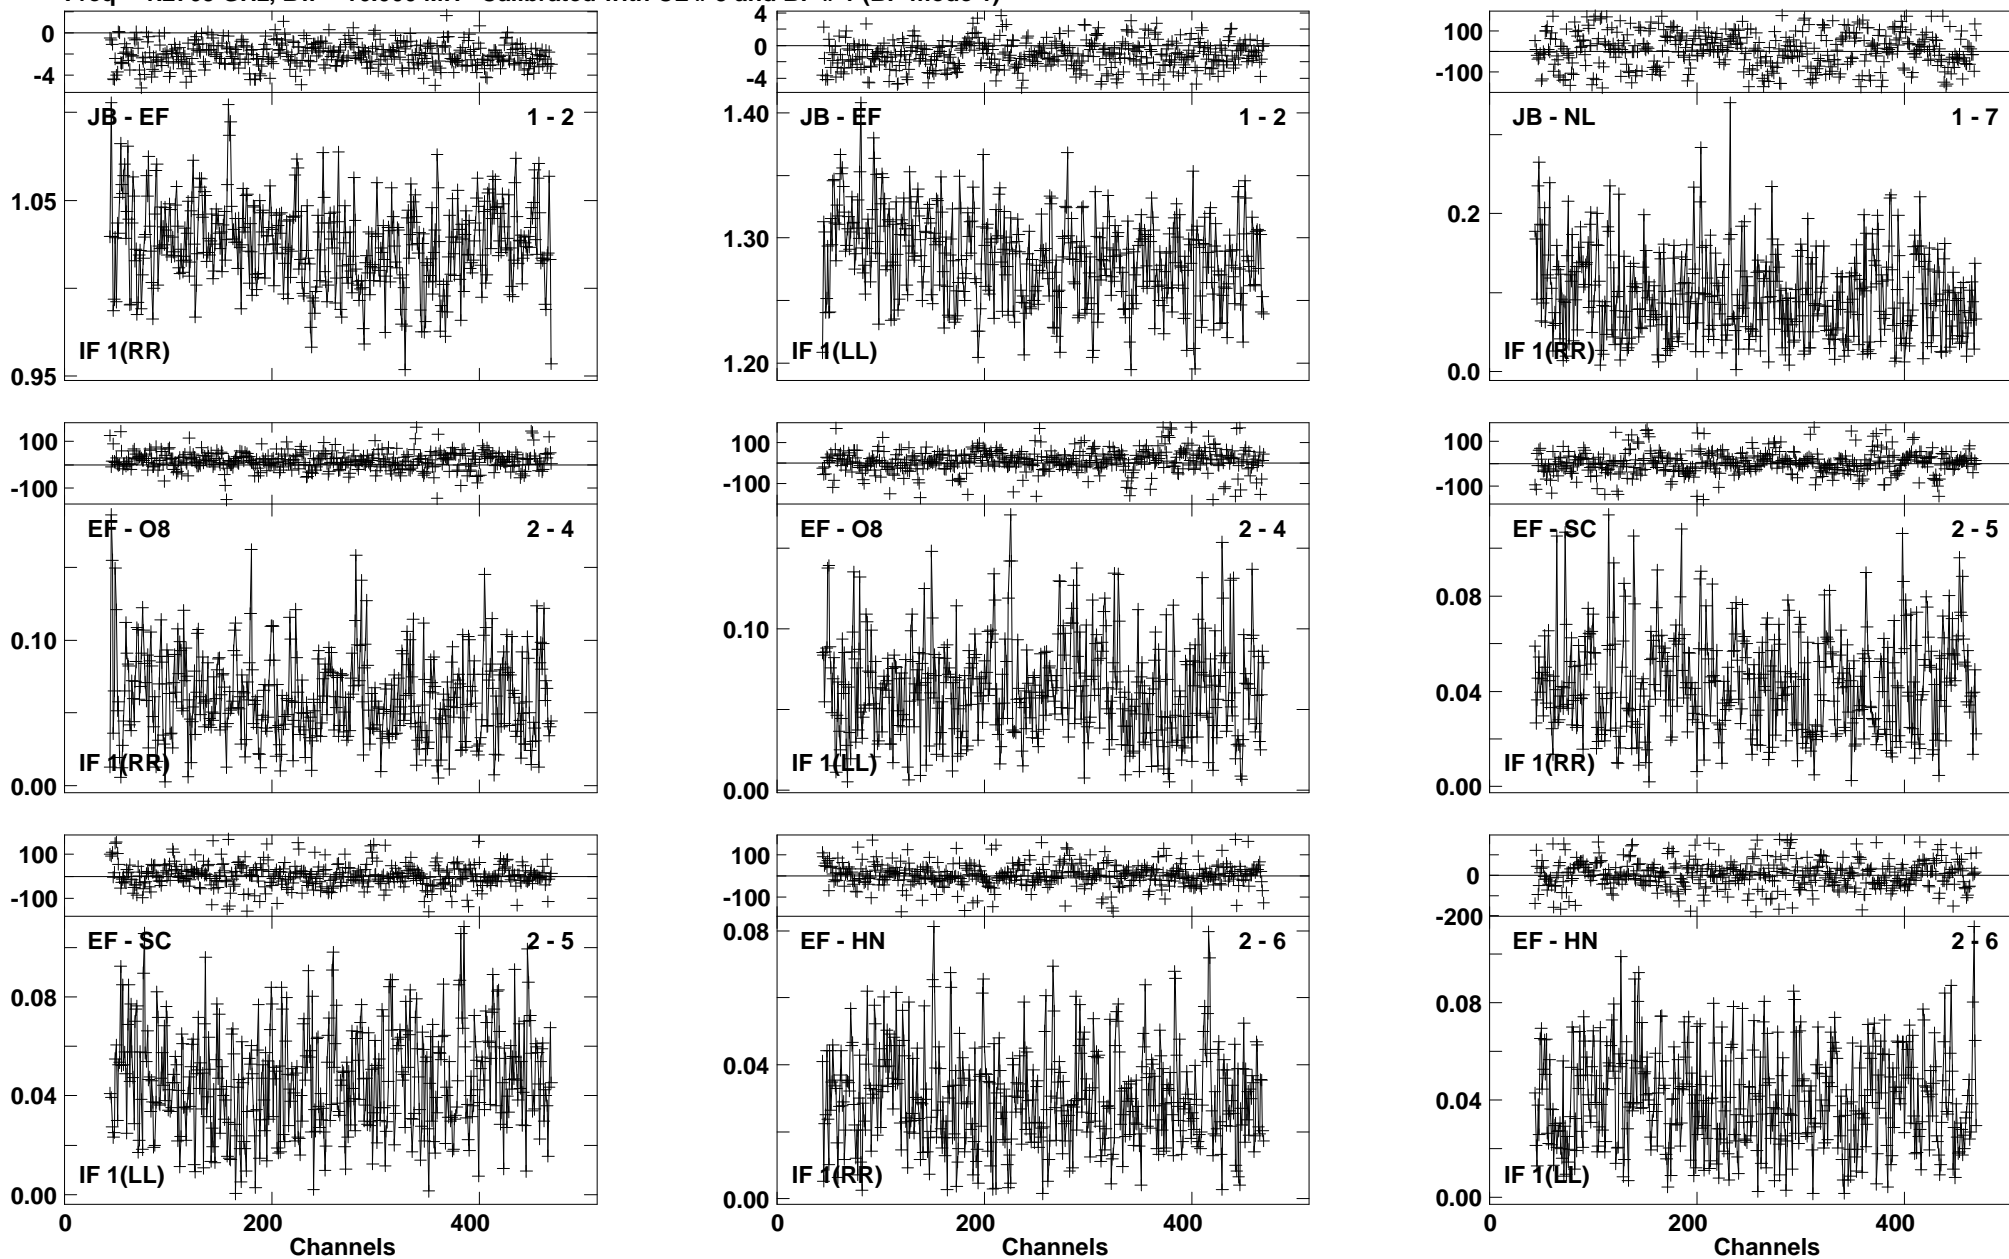 0 -4
4 2 0 -2 -4
100 -100
JB - EF 1 - 2
1.05
0.95
IF 1(RR)
JB - EF 1 - 2
1.40
1.30
1.20
IF 1(LL)
JB - NL 1 - 7
0.2
0.0
IF 1(RR)
100 -100
100 -100
100 -100
EF - O8 2 - 4
0.10
0.00
IF 1(RR)
EF - O8 2 - 4
0.10
0.00
IF 1(LL)
EF - SC 2 - 5
0.08
0.04
0.00
IF 1(RR)
100 -100
100 -100
0 -200
EF - SC 2 - 5
0.08
0.04
0.00
IF 1(LL)
EF - HN 2 - 6
0.08
0.04
0.00
IF 1(RR)
EF - HN 2 - 6
0.08
0.04
0.00
IF 1(LL)
0 200 400
0 200 400
0 200 400
Channels
Channels
Channels